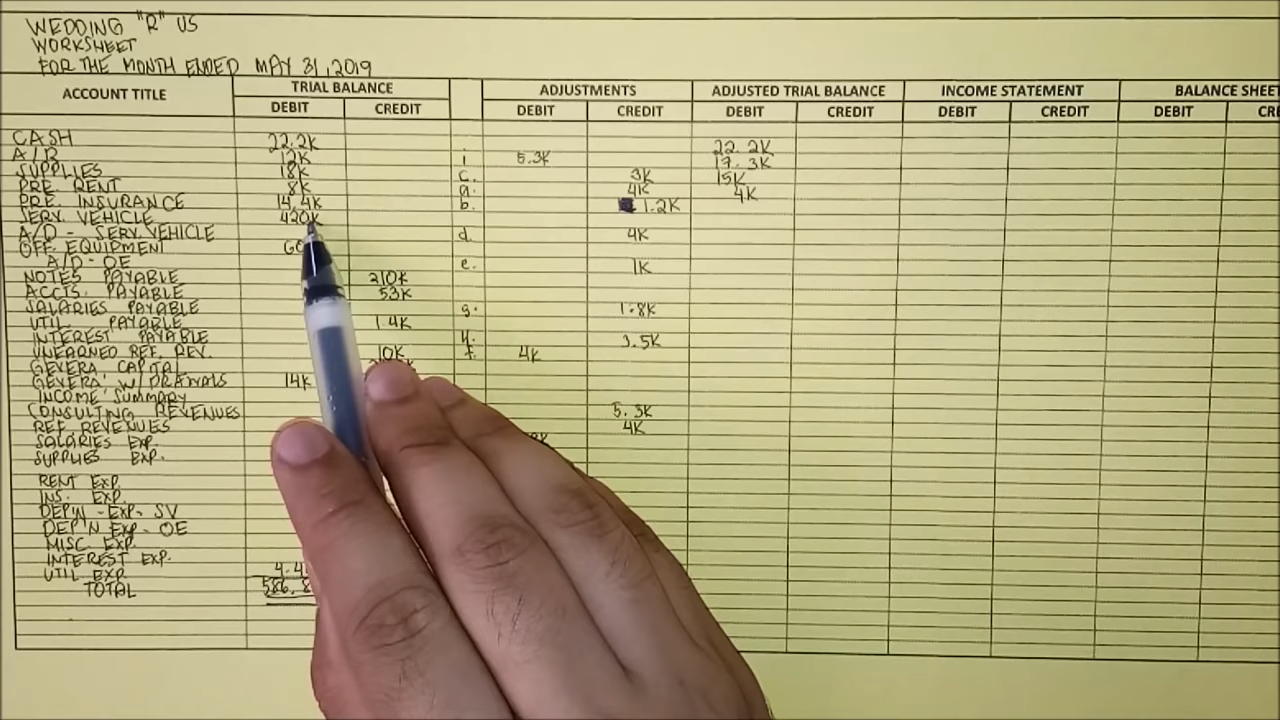 WEDDING "R" US
WORKSHEET
FOR THE MONTH ENDED MAY 31, 2019
ACCOUNT TITLE TRIAL BALANCE ADJUSTMENTS ADJUSTED TRIAL BALANCE INCOME STATEMENT BALANCE SHEET
DEBIT CREDIT DEBIT CREDIT DEBIT CREDIT DEBIT CREDIT DEBIT
CASH 22.2K 22.2K
A/R 12K i 5.3K 17.3K
SUPPLIES 18K c. 3K 15K
PRE. RENT 8K a. 4K 4K
PRE. INSURANCE 14.4K b. 1.2K
SERV. VEHICLE 420K
A/D - SERV. VEHICLE d 4K
OFF. EQUIPMENT
A/D - OE e. 1K
NOTES PAYABLE 210K
ACCTS. PAYABLE 53K
SALARIES PAYABLE g. 1.8K
UTIL. PAYABLE 1.4K
INTEREST PAYABLE 3.5K
UNEARNED REF. REV. 10K f. 4K
GEVERA, CAPITAL
GEVERA, W/DRAWALS 14K
INCOME SUMMARY
CONSULTING REVENUES 5.3K
REF. REVENUES 4K
SALARIES EXP.
SUPPLIES EXP.
RENT EXP.
INS. EXP.
DEP'N - EXP - SV
DEP'N EXP - OE
MISC. EXP.
INTEREST EXP.
UTIL EXP. 4.4
TOTAL 586.8